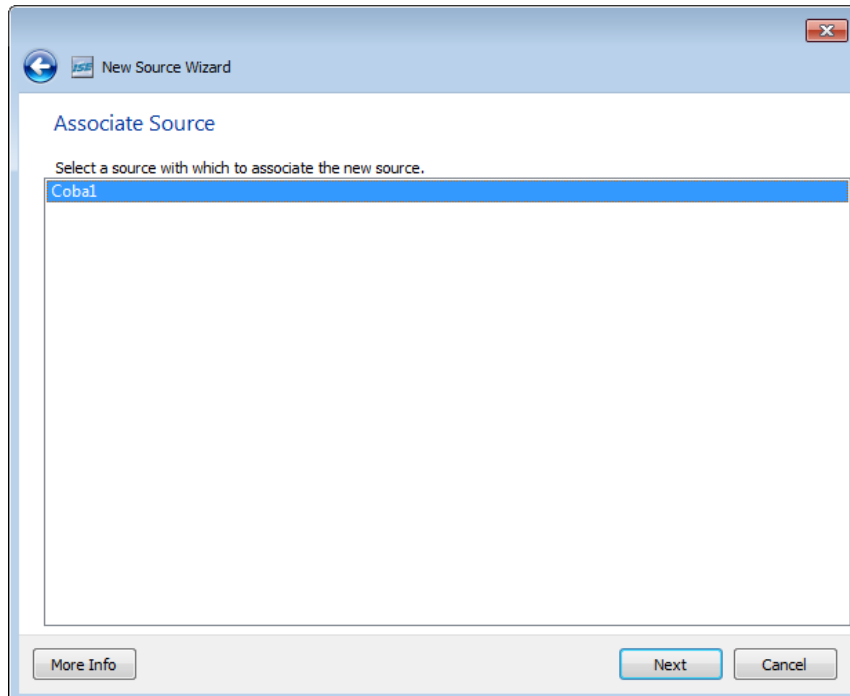 ISE New Source Wizard
Associate Source
Select a source with which to associate the new source.
Coba1
More Info Next Cancel